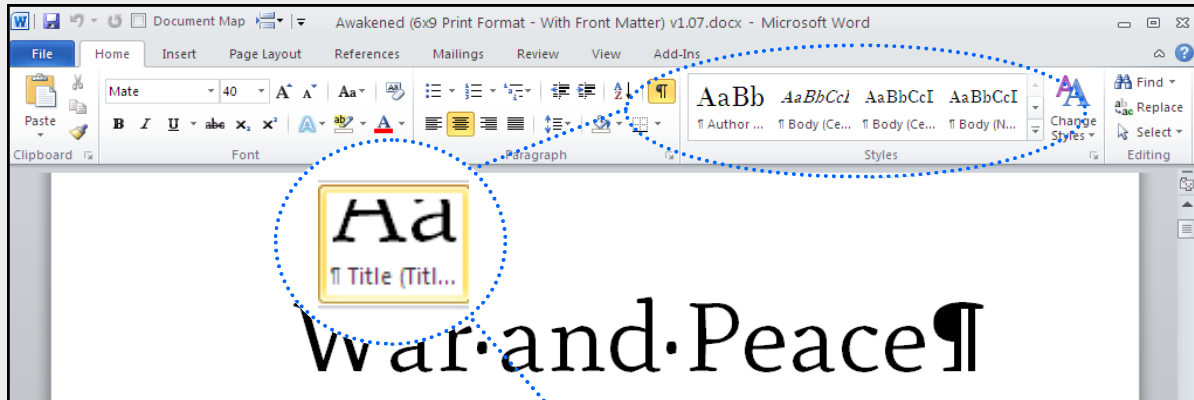 W Document Map Awakened (6x9 Print Format - With Front Matter) v1.07.docx - Microsoft Word
File Home Insert Page Layout References Mailings Review View Add-Ins ?
Paste Mate 40 A A Aa ¶ AaBb AaBbCcI AaBbCcI AaBbCcI A Find
¶ Author ... ¶ Body (Ce... ¶ Body (Ce... ¶ Body (N... Change Styles Replace
B I U abc x₂ x² A ab A Select
Clipboard Font Paragraph Styles Editing
Aa
¶ Title (Titl...
War·and·Peace¶